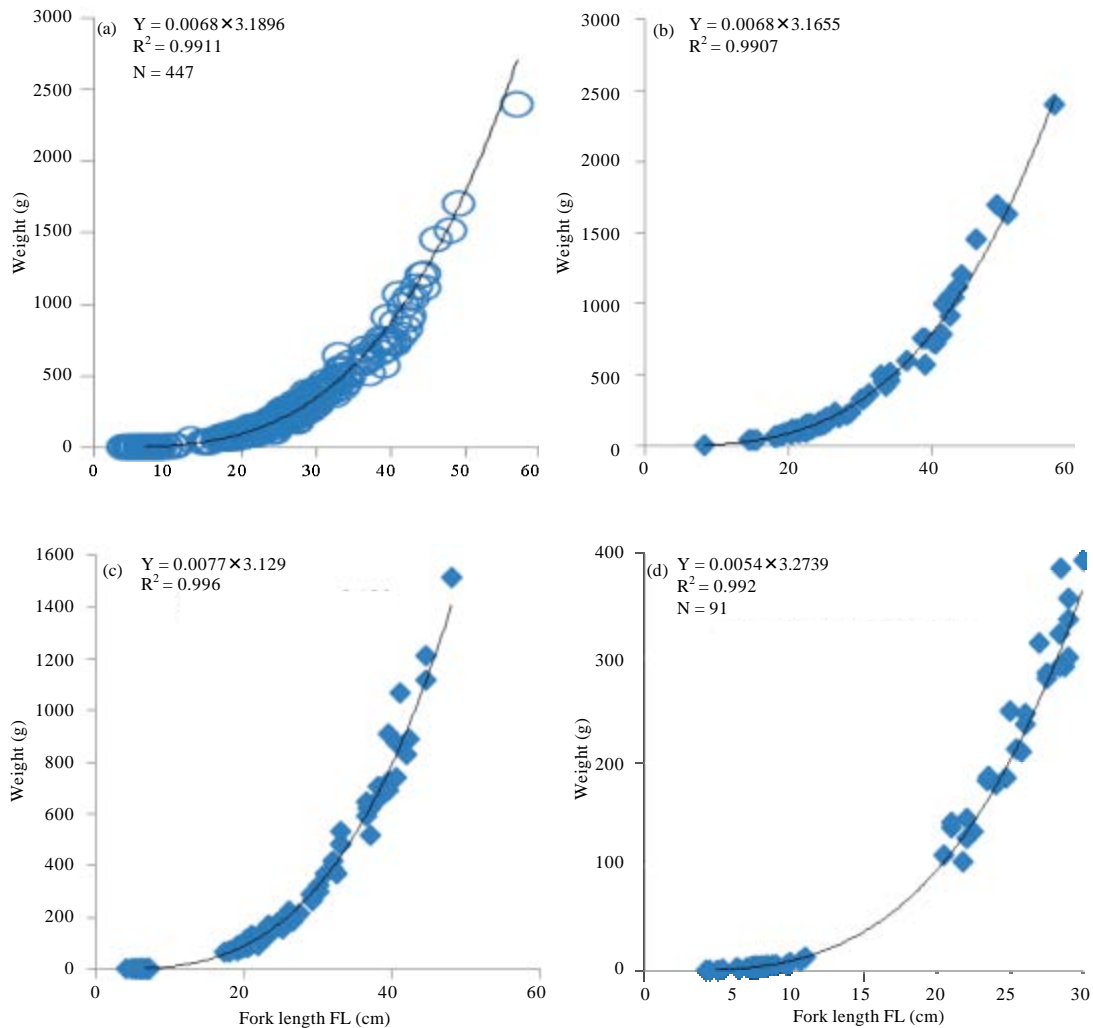 (a) Y = 0.0068×3.1896
R² = 0.9911
N = 447
3000
2500
2000
1500
1000
500
0
Weight (g)
0 10 20 30 40 50 60
(b) Y = 0.0068×3.1655
R² = 0.9907
3000
2500
2000
1500
1000
500
0
Weight (g)
0 20 40 60
(c) Y = 0.0077×3.129
R² = 0.996
1600
1400
1200
1000
800
600
400
200
0
Weight (g)
0 20 40 60
Fork length FL (cm)
(d) Y = 0.0054×3.2739
R² = 0.992
N = 91
400
300
200
100
0
Weight (g)
0 5 10 15 20 25 30
Fork length FL (cm)